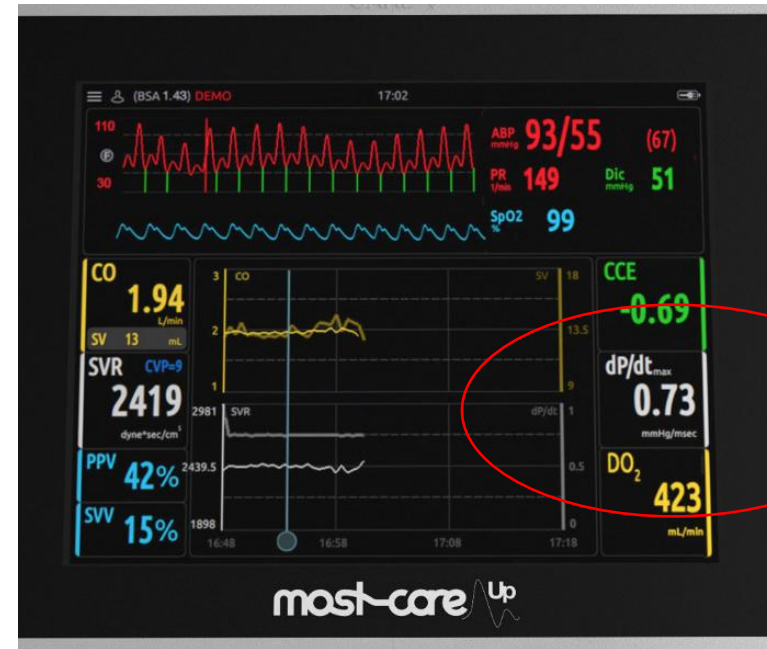 (BSA 1.43) DEMO 17:02
110
F
30
ABP mmHg 93/55 (67)
PR 1/min 149 Dic mmHg 51
SpO2 % 99
CO
1.94
L/min
SV 13 mL
SVR CVP=9
2419
dyne*sec/cm5
PPV 42%
SVV 15%
3 CO SV 18
2 13.5
1 9
2981 SVR dP/dt 1
2439.5 0.5
1898 0
16:48 16:58 17:08 17:18
CCE
-0.69
dP/dtmax
0.73
mmHg/msec
DO2
423
mL/min
most-care Up